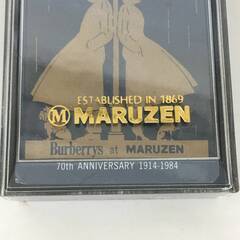 ESTABLISHED IN 1869
M MARUZEN
Burberrys at MARUZEN
70th ANNIVERSARY 1914-1984